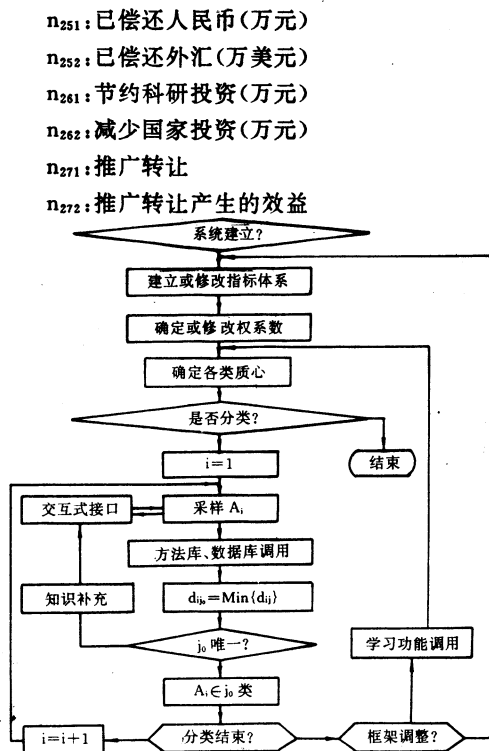 n₂₅₁:已偿还人民币(万元)
n₂₅₂:已偿还外汇(万美元)
n₂₆₁:节约科研投资(万元)
n₂₆₂:减少国家投资(万元)
n₂₇₁:推广转让
n₂₇₂:推广转让产生的效益
系统建立?
建立或修改指标体系
确定或修改权系数
确定各类质心
是否分类?
i=1
结束
交互式接口
采样 Aᵢ
方法库、数据库调用
知识补充
dᵢⱼ₀=Min{dᵢⱼ}
j₀ 唯一?
学习功能调用
Aᵢ∈j₀ 类
i=i+1
分类结束?
框架调整?